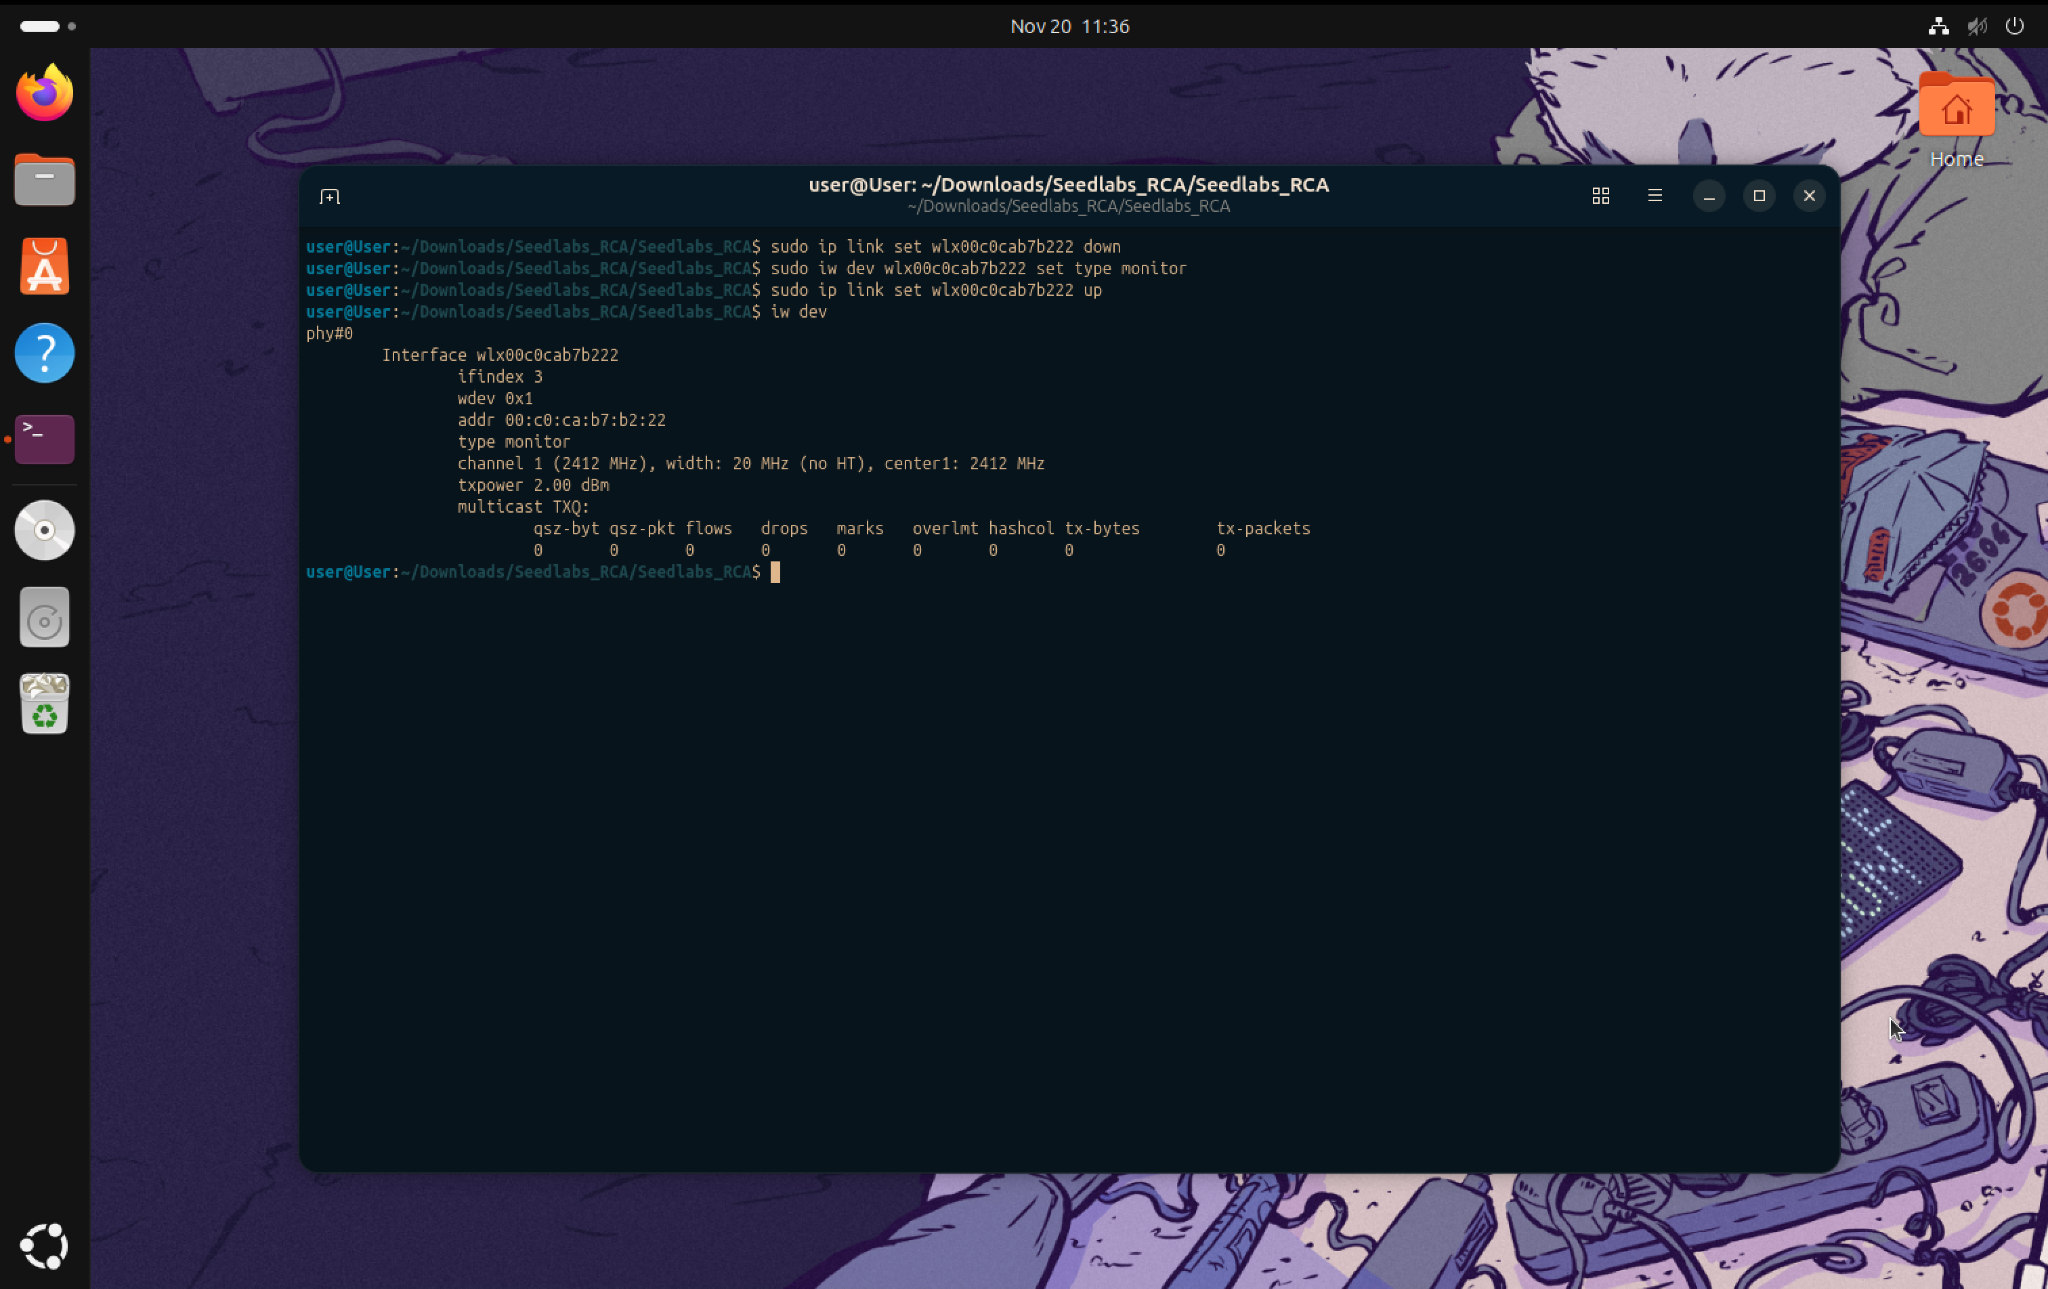 Nov 20 11:36
Home
user@User: ~/Downloads/Seedlabs_RCA/Seedlabs_RCA
~/Downloads/Seedlabs_RCA/Seedlabs_RCA
user@User:~/Downloads/Seedlabs_RCA/Seedlabs_RCA$ sudo ip link set wlx00c0cab7b222 down
user@User:~/Downloads/Seedlabs_RCA/Seedlabs_RCA$ sudo iw dev wlx00c0cab7b222 set type monitor
user@User:~/Downloads/Seedlabs_RCA/Seedlabs_RCA$ sudo ip link set wlx00c0cab7b222 up
user@User:~/Downloads/Seedlabs_RCA/Seedlabs_RCA$ iw dev
phy#0
Interface wlx00c0cab7b222
ifindex 3
wdev 0x1
addr 00:c0:ca:b7:b2:22
type monitor
channel 1 (2412 MHz), width: 20 MHz (no HT), center1: 2412 MHz
txpower 2.00 dBm
multicast TXQ:
qsz-byt qsz-pkt flows drops marks overlmt hashcol tx-bytes tx-packets
0 0 0 0 0 0 0 0 0
user@User:~/Downloads/Seedlabs_RCA/Seedlabs_RCA$
2604